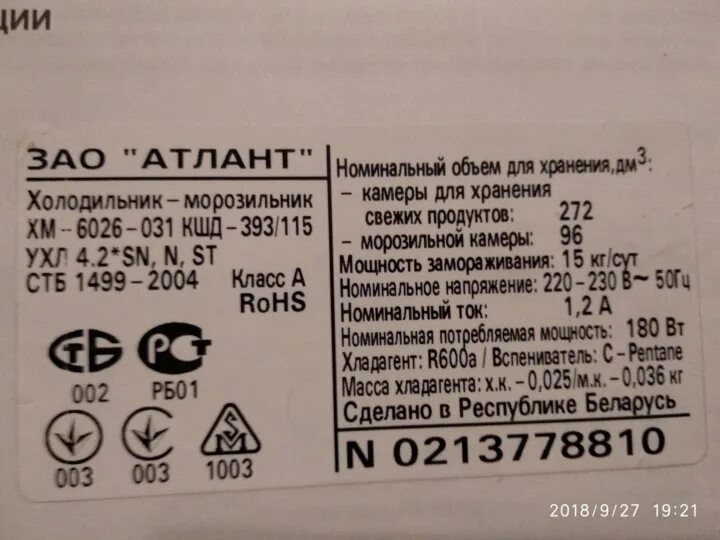 ции
ЗАО "АТЛАНТ"
Холодильник – морозильник
ХМ – 6026 – 031 КШД – 393/115
УХЛ 4.2*SN, N, ST
СТБ 1499 – 2004 Класс А
RoHS
СТБ
002
РСТ
РБ01
003
003
1003
Номинальный объем для хранения,дм³:
– камеры для хранения
свежих продуктов: 272
– морозильной камеры: 96
Мощность замораживания: 15 кг/сут
Номинальное напряжение: 220 – 230 В~ 50Гц
Номинальный ток: 1,2 А
Номинальная потребляемая мощность: 180 Вт
Хладагент: R600a / Вспениватель: C – Pentane
Масса хладагента: х.к. – 0,025/м.к. – 0,036 кг
Сделано в Республике Беларусь
N 0213778810
2018/9/27 19:21